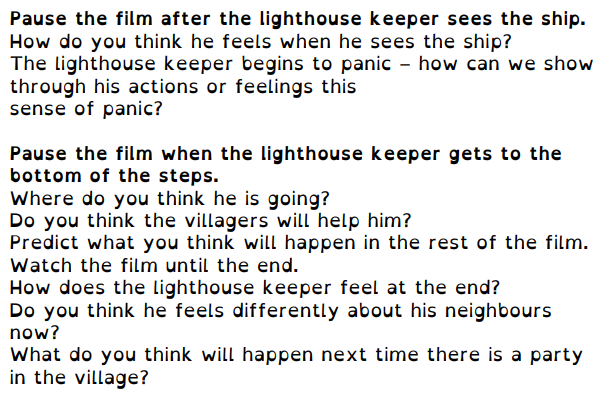 Pause the film after the lighthouse keeper sees the ship.
How do you think he feels when he sees the ship?
The lighthouse keeper begins to panic – how can we show
through his actions or feelings this
sense of panic?
Pause the film when the lighthouse keeper gets to the
bottom of the steps.
Where do you think he is going?
Do you think the villagers will help him?
Predict what you think will happen in the rest of the film.
Watch the film until the end.
How does the lighthouse keeper feel at the end?
Do you think he feels differently about his neighbours
now?
What do you think will happen next time there is a party
in the village?